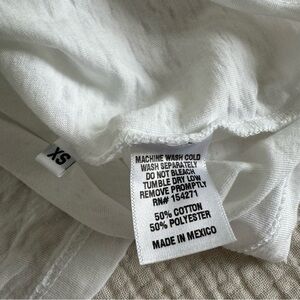 XS
MACHINE WASH COLD
WASH SEPARATELY
DO NOT BLEACH
TUMBLE DRY LOW
REMOVE PROMPTLY
RN# 154271
50% COTTON
50% POLYESTER
MADE IN MEXICO